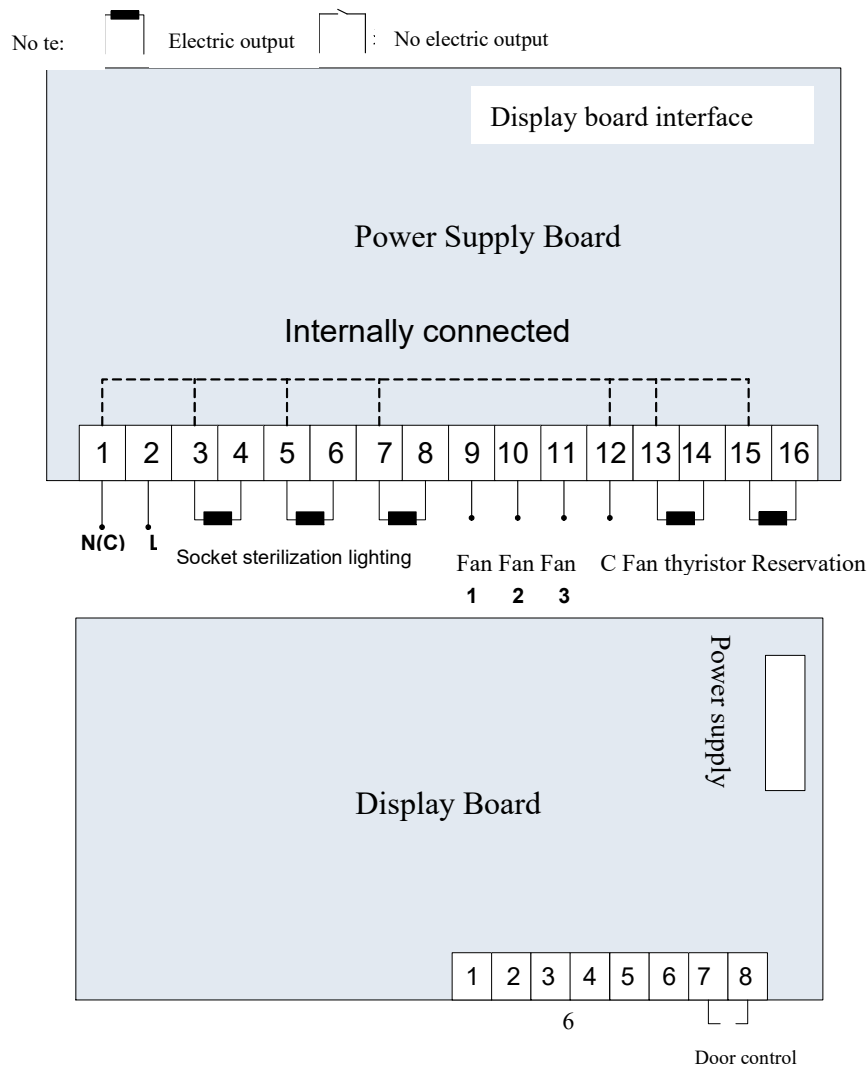 No te: Electric output : No electric output
Display board interface
Power Supply Board
Internally connected
1 2 3 4 5 6 7 8 9 10 11 12 13 14 15 16
N(C) L
Socket sterilization lighting
Fan Fan Fan C Fan thyristor Reservation
1 2 3
Power supply
Display Board
1 2 3 4 5 6 7 8
6
Door control